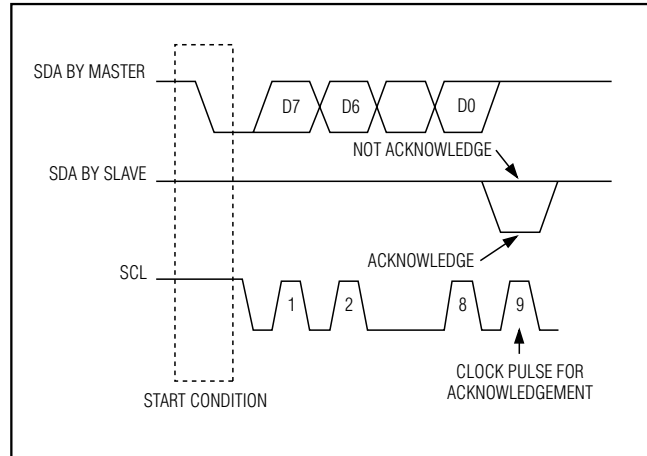 SDA BY MASTER
D7
D6
D0
NOT ACKNOWLEDGE
SDA BY SLAVE
ACKNOWLEDGE
SCL
1
2
8
9
CLOCK PULSE FOR
ACKNOWLEDGEMENT
START CONDITION